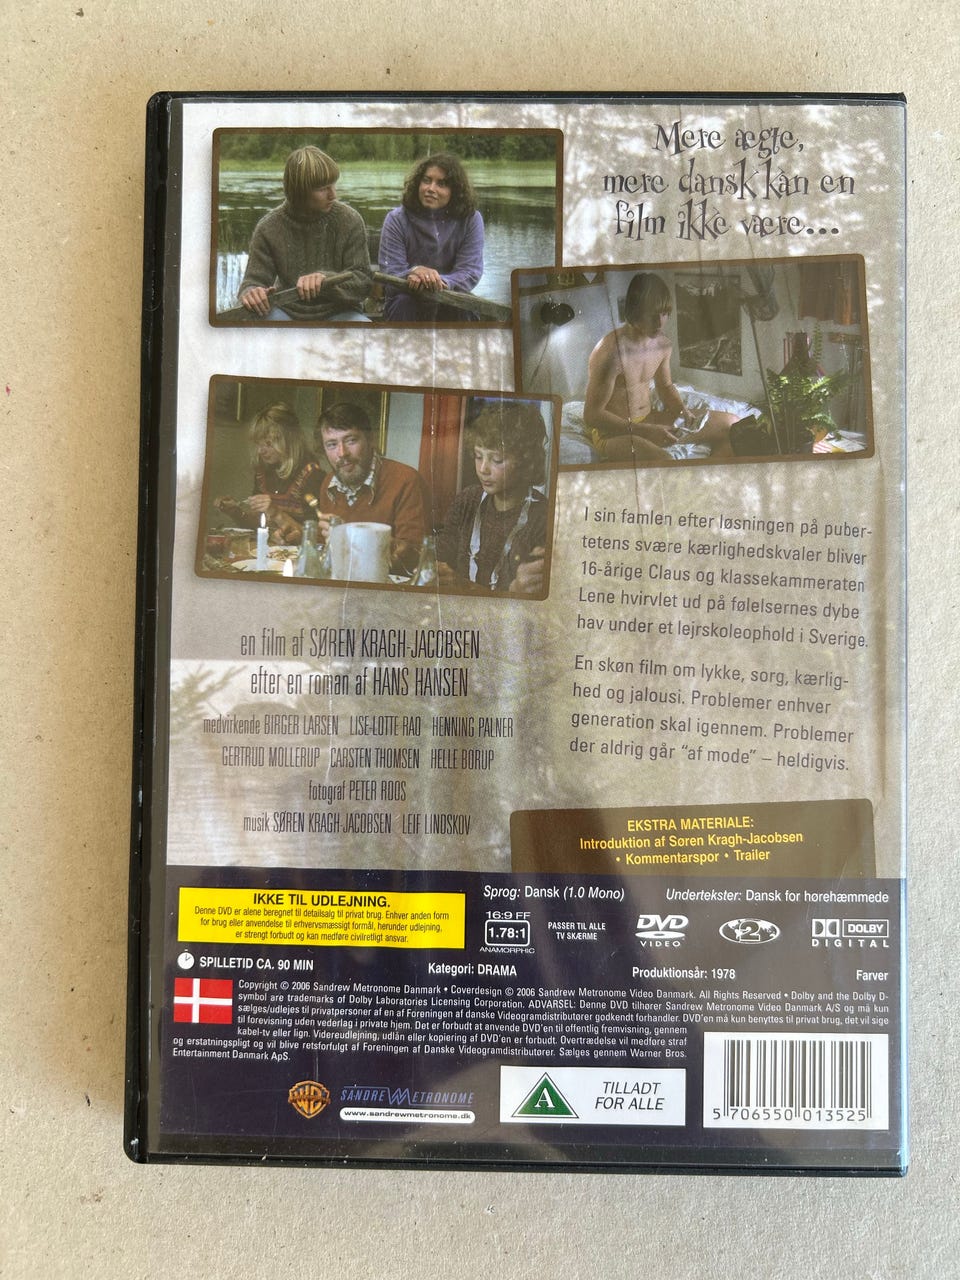 Mere ægte,
mere dansk kan en
film ikke være...
I sin famlen efter løsningen på puber-
tetens svære kærlighedskvaler bliver
16-årige Claus og klassekammeraten
Lene hvirvlet ud på følelsernes dybe
hav under et lejrskoleophold i Sverige.
En skøn film om lykke, sorg, kærlig-
hed og jalousi. Problemer enhver
generation skal igennem. Problemer
der aldrig går "af mode" – heldigvis.
en film af SØREN KRAGH-JACOBSEN
efter en roman af HANS HANSEN
medvirkende BIRGER LARSEN LISE-LOTTE RAO HENNING PALNER
GERTRUD MOLLERUP CARSTEN THOMSEN HELLE BORUP
fotograf PETER ROOS
musik SØREN KRAGH-JACOBSEN LEIF LINDSKOV
EKSTRA MATERIALE:
Introduktion af Søren Kragh-Jacobsen
• Kommentarspor • Trailer
IKKE TIL UDLEJNING.
Denne DVD er alene beregnet til detailsalg til privat brug. Enhver anden form
for brug eller anvendelse til erhvervsmæssigt formål, herunder udlejning,
er strengt forbudt og kan medføre civilretligt ansvar.
Sprog: Dansk (1.0 Mono)
Undertekster: Dansk for hørehæmmede
16:9 FF
1.78:1
ANAMORPHIC
PASSER TIL ALLE
TV SKÆRME
DVD
VIDEO
2
DOLBY
DIGITAL
SPILLETID CA. 90 MIN
Kategori: DRAMA
Produktionsår: 1978
Farver
Copyright © 2006 Sandrew Metronome Danmark • Coverdesign © 2006 Sandrew Metronome Video Danmark. All Rights Reserved • Dolby and the Dolby D-
symbol are trademarks of Dolby Laboratories Licensing Corporation. ADVARSEL: Denne DVD tilhører Sandrew Metronome Video Danmark A/S og må kun
sælges/udlejes til privatpersoner af en af Foreningen af danske Videogramdistributører godkendt forhandler. DVD'en må kun benyttes til privat brug, det vil sige
til forevisning uden vederlag i private hjem. Det er forbudt at anvende DVD'en til offentlig fremvisning, gennem
kabel-tv eller lign. Videreudlejning, udlån eller kopiering af DVD'en er forbudt. Overtrædelse vil medføre straf
og erstatningspligt og vil blive retsforfulgt af Foreningen af Danske Videogramdistributører. Sælges gennem Warner Bros.
Entertainment Danmark ApS.
WB
SANDREW METRONOME
www.sandrewmetronome.dk
A
TILLADT
FOR ALLE
5 706550 013525